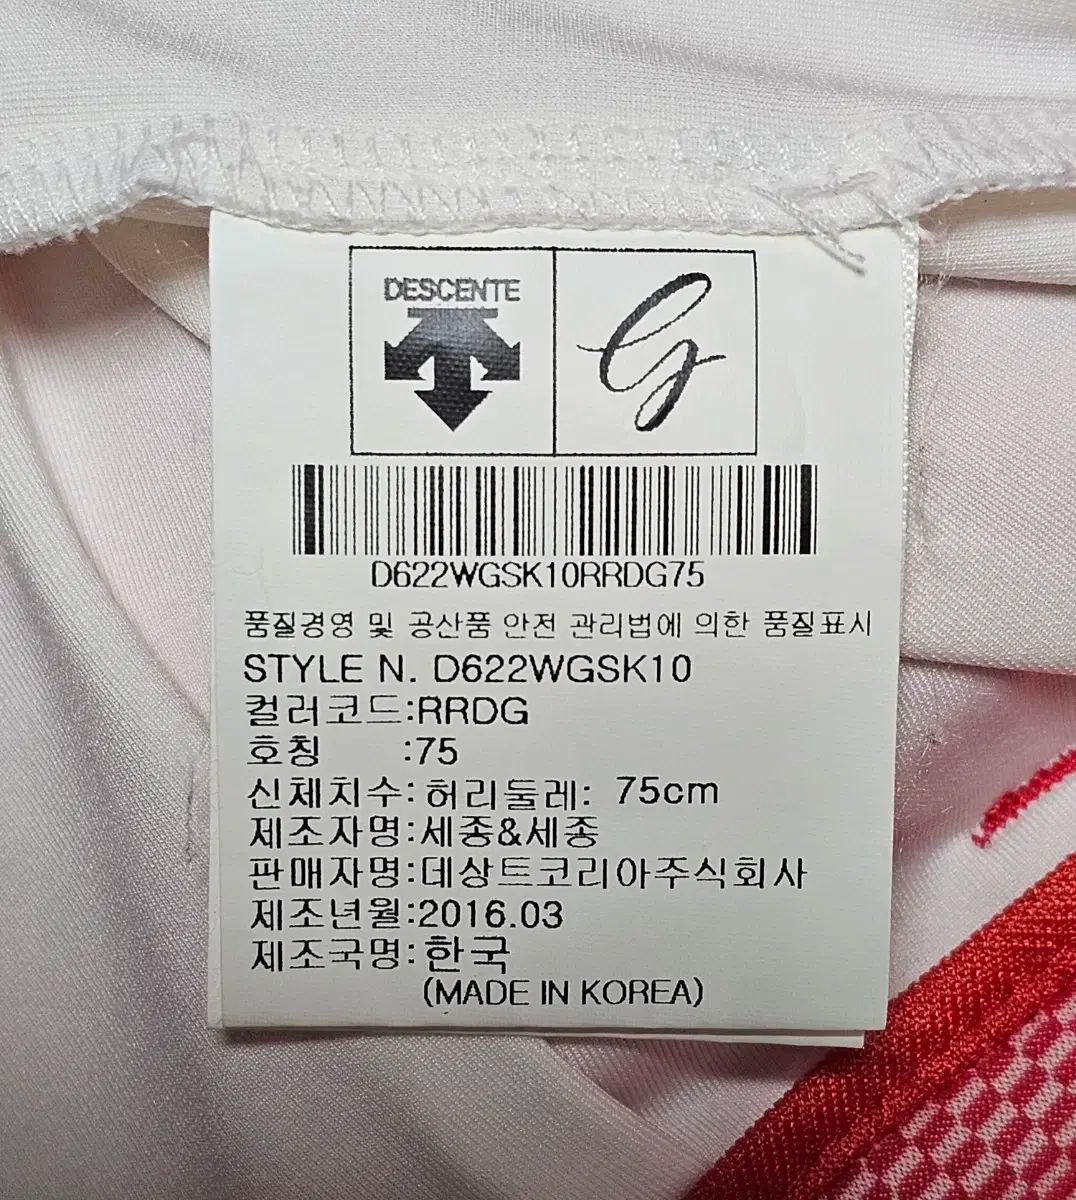 DESCENTE
G
D622WGSK10RRDG75
품질경영 및 공산품 안전 관리법에 의한 품질표시
STYLE N. D622WGSK10
컬러코드:RRDG
호칭 :75
신체치수:허리둘레: 75cm
제조자명:세종&세종
판매자명:데상트코리아주식회사
제조년월:2016.03
제조국명:한국
(MADE IN KOREA)